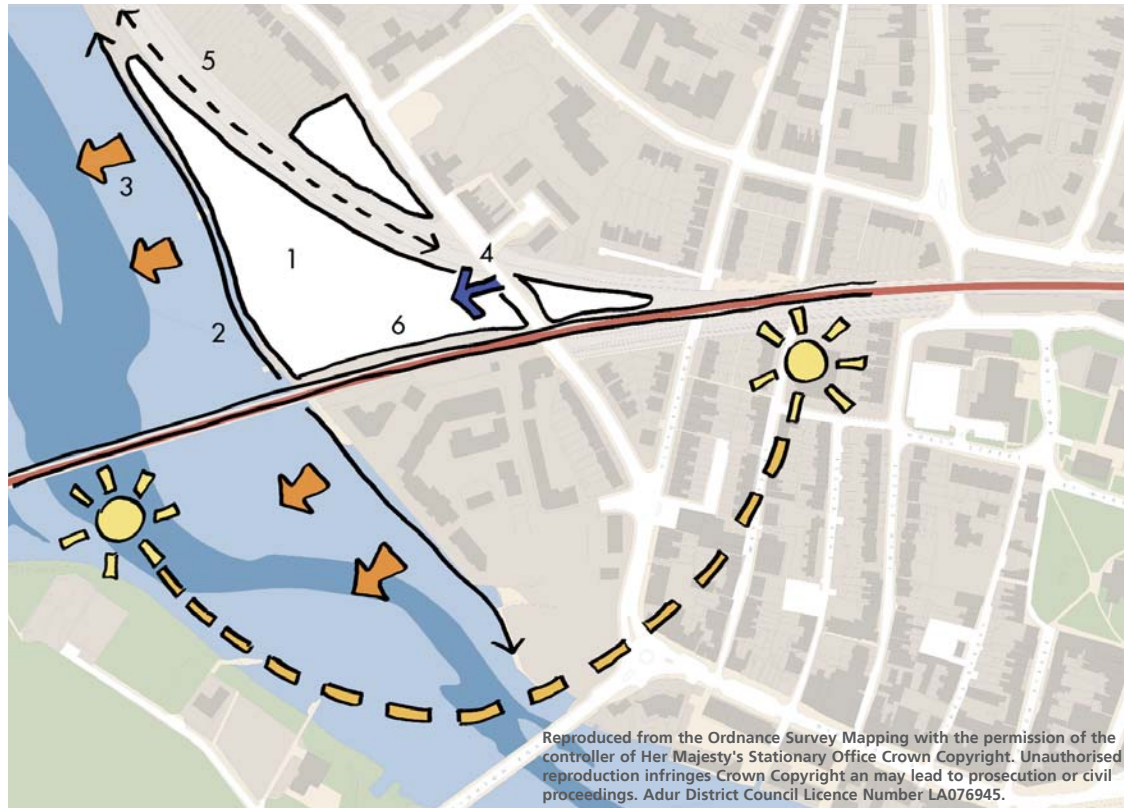 5
3
4
1
2
6
Reproduced from the Ordnance Survey Mapping with the permission of the
controller of Her Majesty's Stationary Office Crown Copyright. Unauthorised
reproduction infringes Crown Copyright an may lead to prosecution or civil
proceedings. Adur District Council Licence Number LA076945.